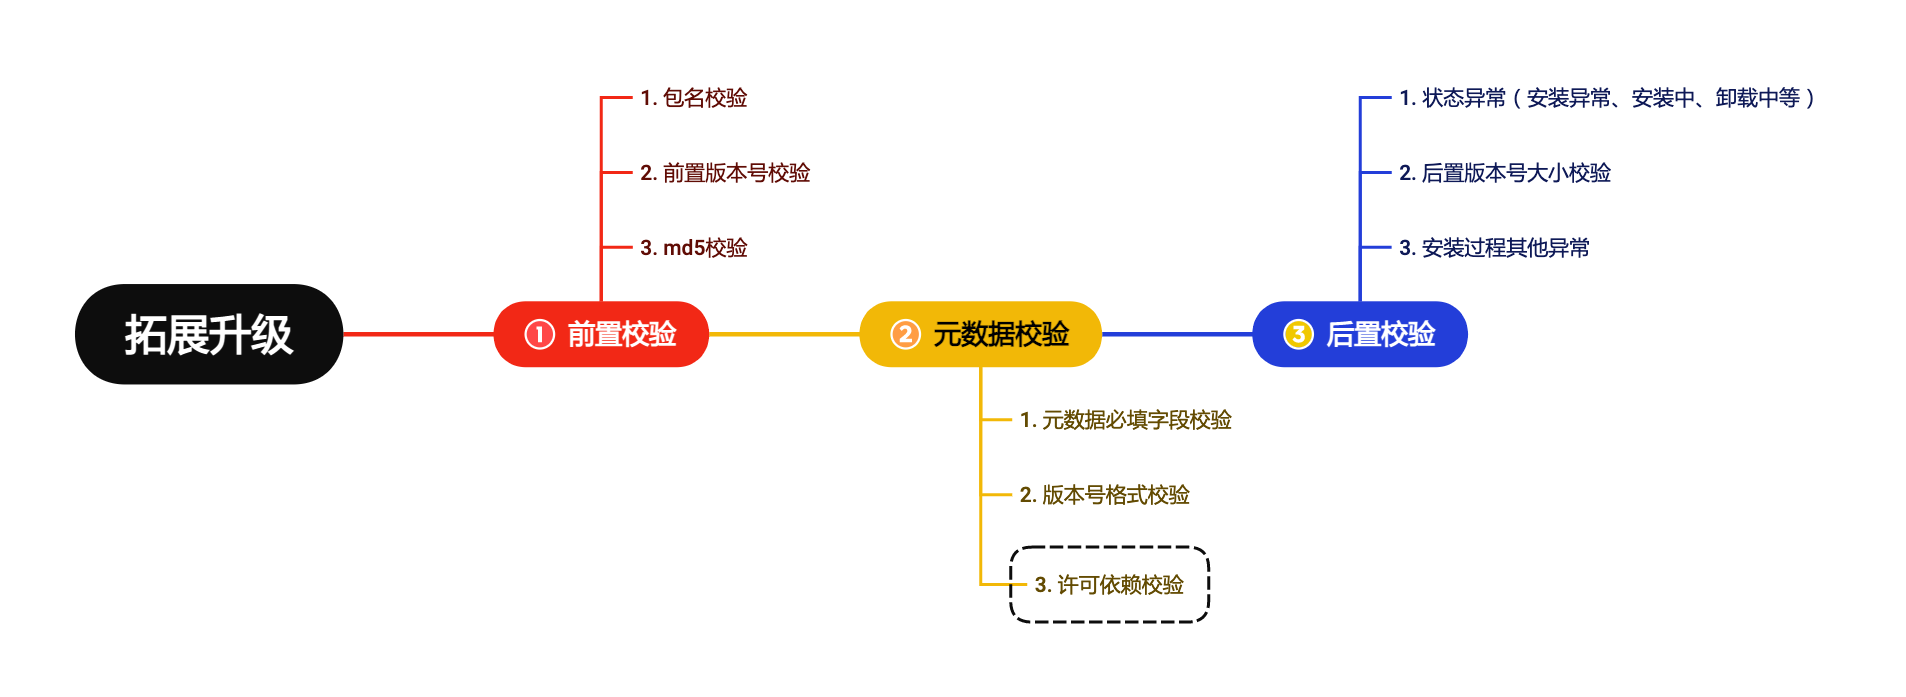 拓展升级
① 前置校验
1. 包名校验
2. 前置版本号校验
3. md5校验
② 元数据校验
1. 元数据必填字段校验
2. 版本号格式校验
3. 许可依赖校验
③ 后置校验
1. 状态异常（安装异常、安装中、卸载中等）
2. 后置版本号大小校验
3. 安装过程其他异常